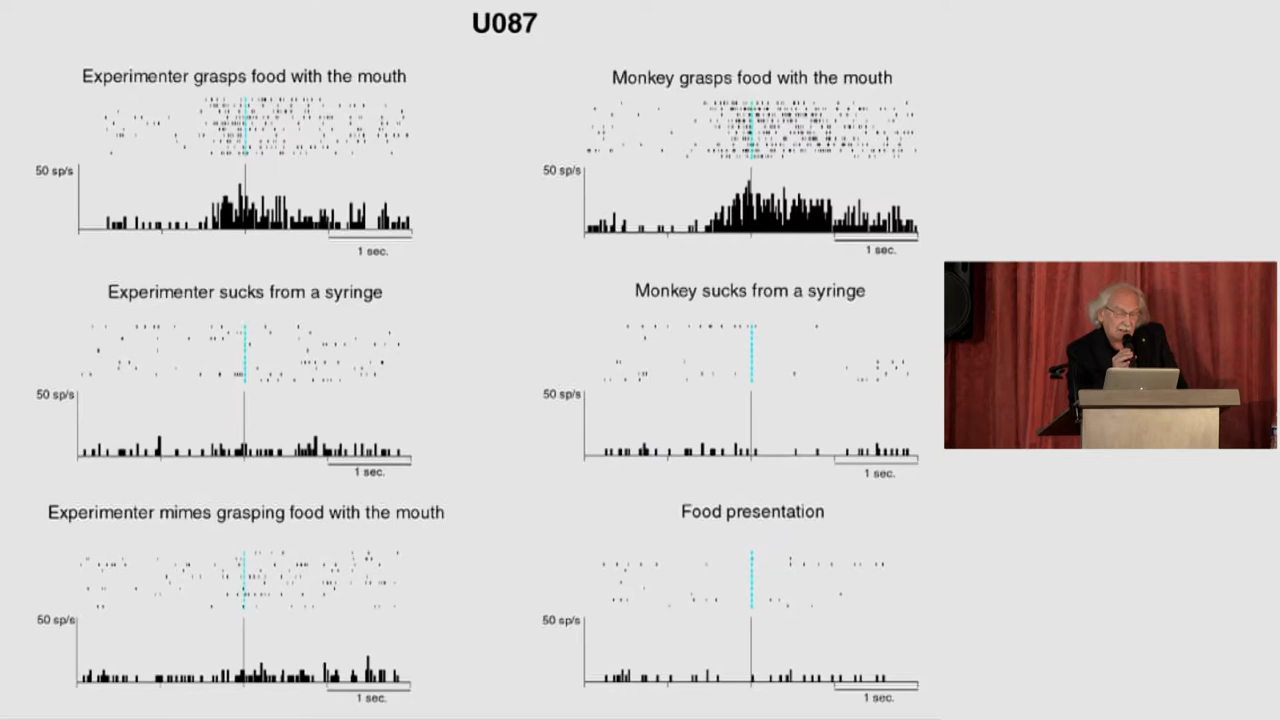 U087
Experimenter grasps food with the mouth
50 sp/s
1 sec.
Monkey grasps food with the mouth
50 sp/s
1 sec.
Experimenter sucks from a syringe
50 sp/s
1 sec.
Monkey sucks from a syringe
50 sp/s
1 sec.
Experimenter mimes grasping food with the mouth
50 sp/s
1 sec.
Food presentation
50 sp/s
1 sec.